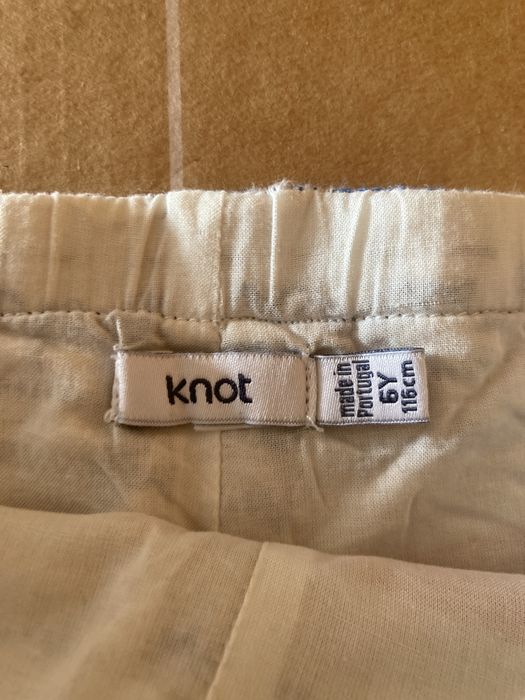 knot
made in
Portugal
6Y
116cm